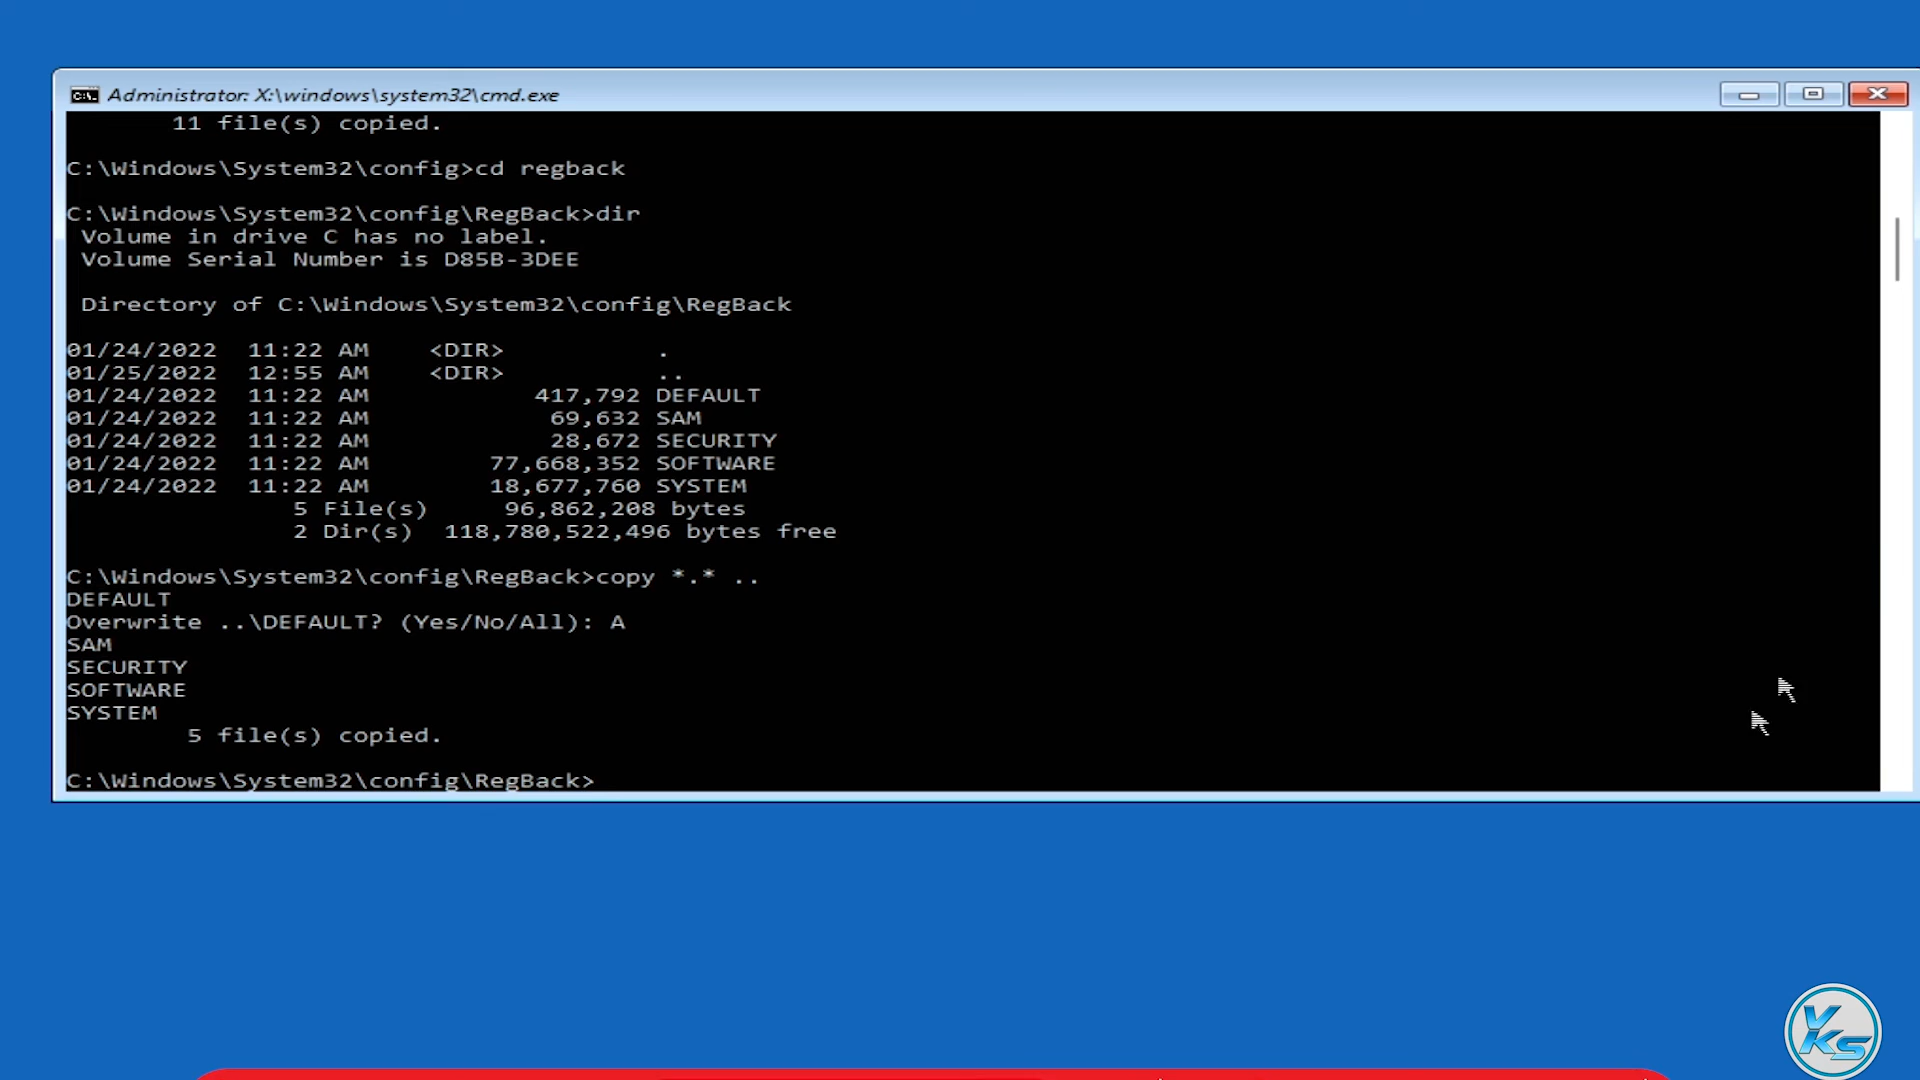 Administrator: X:\windows\system32\cmd.exe
11 file(s) copied.
C:\Windows\System32\config>cd regback
C:\Windows\System32\config\RegBack>dir
Volume in drive C has no label.
Volume Serial Number is D85B-3DEE
Directory of C:\Windows\System32\config\RegBack
01/24/2022 11:22 AM <DIR> .
01/25/2022 12:55 AM <DIR> ..
01/24/2022 11:22 AM 417,792 DEFAULT
01/24/2022 11:22 AM 69,632 SAM
01/24/2022 11:22 AM 28,672 SECURITY
01/24/2022 11:22 AM 77,668,352 SOFTWARE
01/24/2022 11:22 AM 18,677,760 SYSTEM
5 File(s) 96,862,208 bytes
2 Dir(s) 118,780,522,496 bytes free
C:\Windows\System32\config\RegBack>copy *.* ..
DEFAULT
Overwrite ..\DEFAULT? (Yes/No/All): A
SAM
SECURITY
SOFTWARE
SYSTEM
5 file(s) copied.
C:\Windows\System32\config\RegBack>
VKS